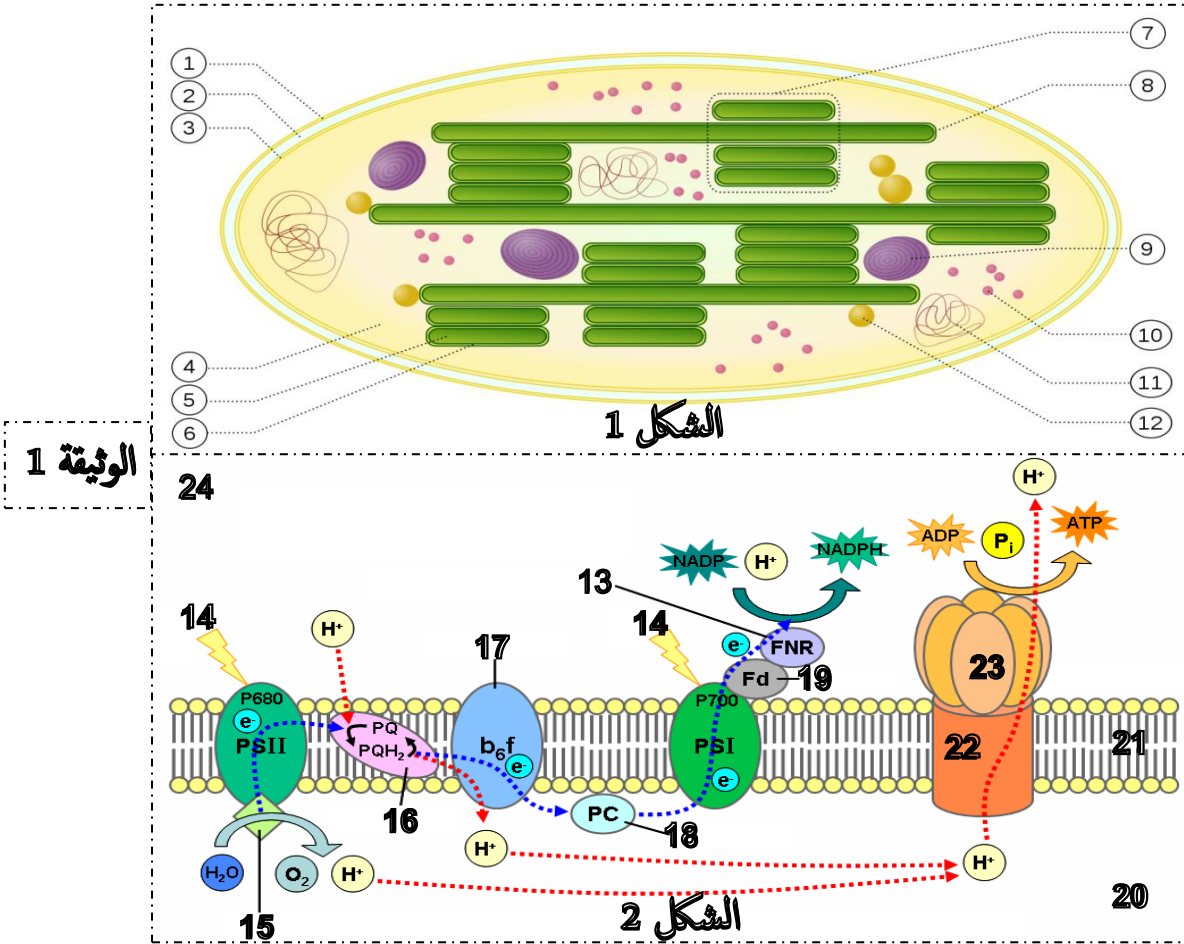 1
2
3
4
5
6
7
8
9
10
11
12
الشكل 1
الوثيقة 1
24
H⁺
ADP
Pi
ATP
NADP
H⁺
NADPH
13
14
H⁺
17
14
e⁻
FNR
Fd
19
23
P680
e⁻
PSII
PQ
PQH₂
b₆f
e⁻
P700
PSI
e⁻
22
21
16
PC
18
H₂O
O₂
H⁺
H⁺
H⁺
15
20
الشكل 2